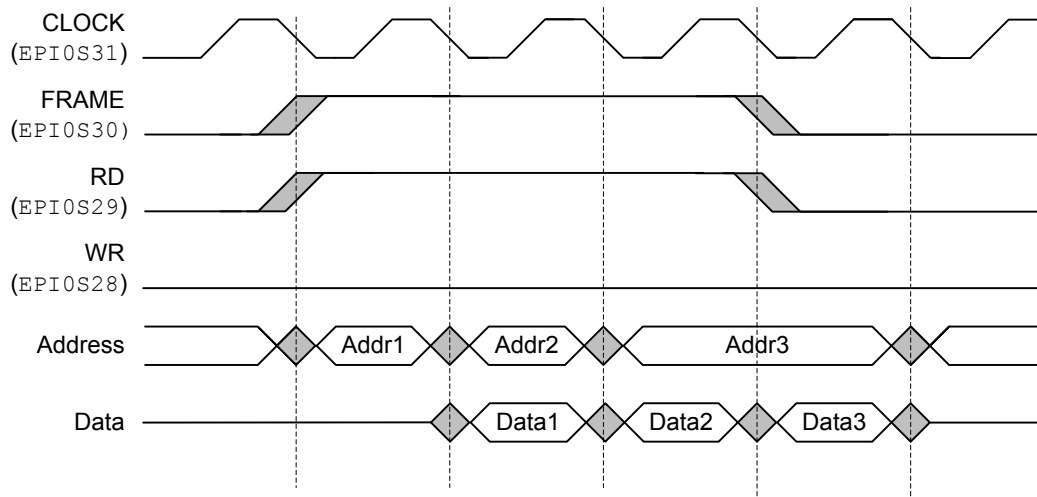 CLOCK
(EPI0S31)
FRAME
(EPI0S30)
RD
(EPI0S29)
WR
(EPI0S28)
Address Addr1 Addr2 Addr3
Data Data1 Data2 Data3